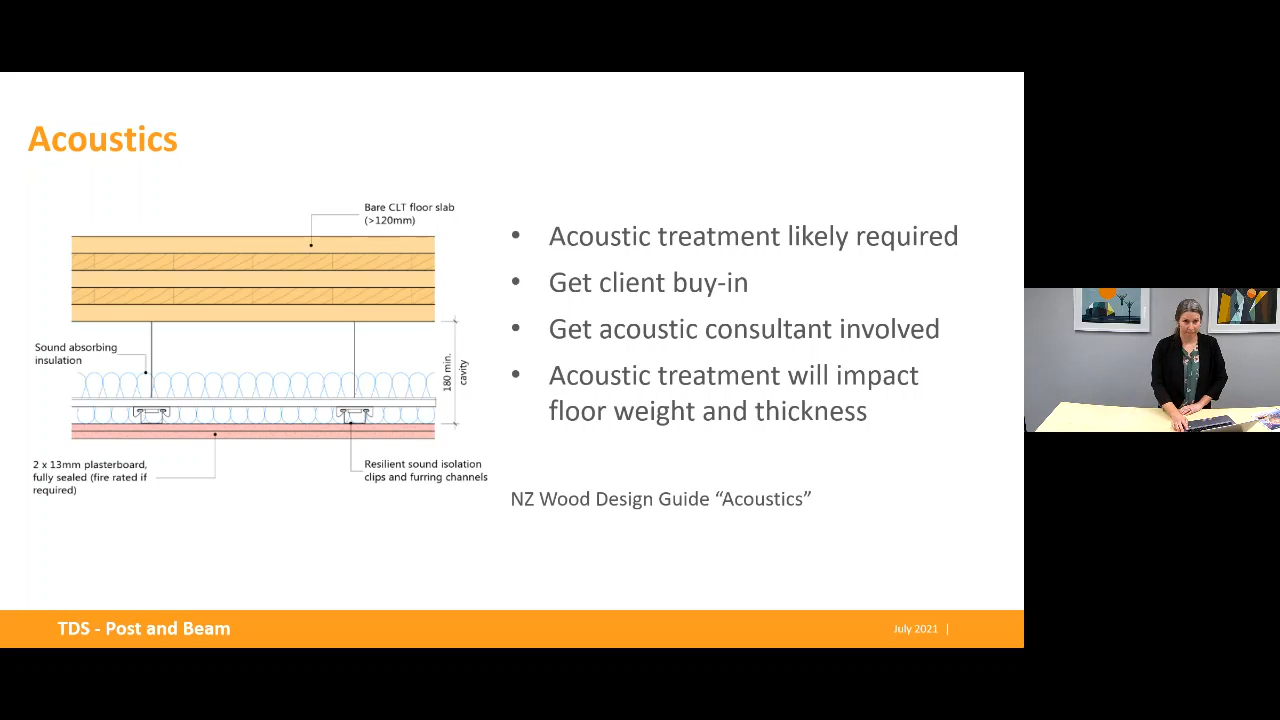 Acoustics
Bare CLT floor slab
(>120mm)
Sound absorbing
insulation
180 min.
cavity
2 x 13mm plasterboard,
fully sealed (fire rated if
required)
Resilient sound isolation
clips and furring channels
• Acoustic treatment likely required
• Get client buy-in
• Get acoustic consultant involved
• Acoustic treatment will impact
floor weight and thickness
NZ Wood Design Guide “Acoustics”
TDS - Post and Beam
July 2021 |